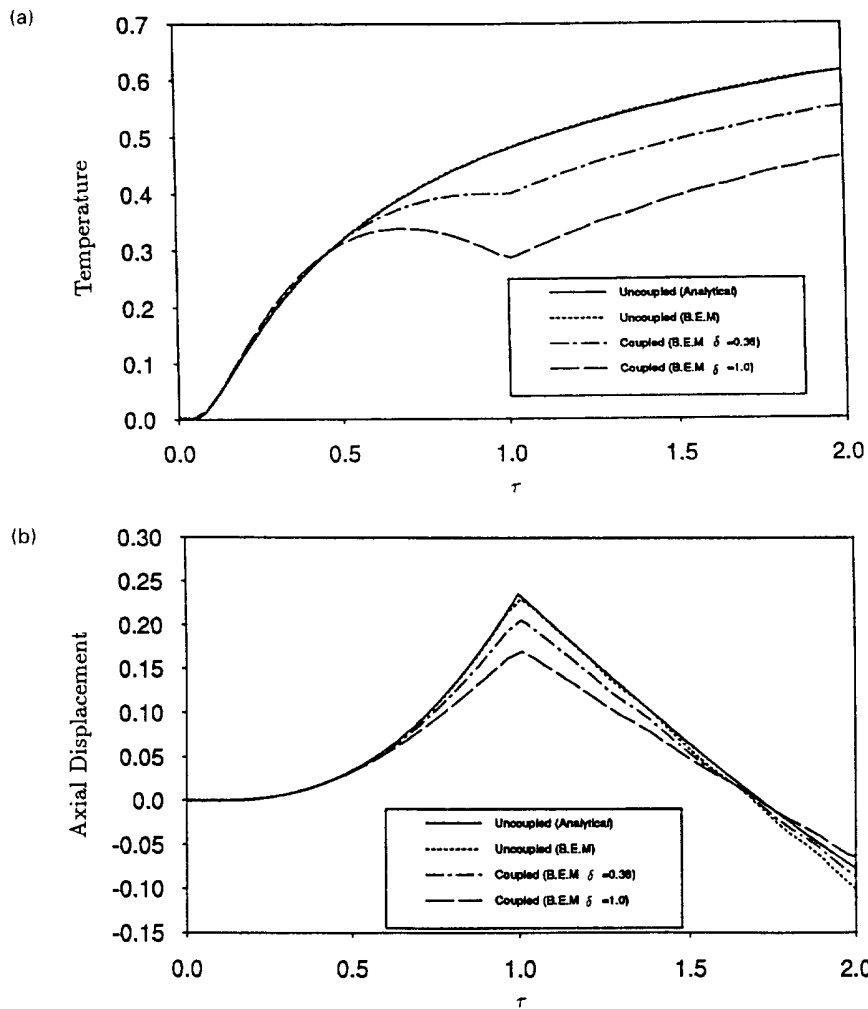 (a)
0.7
0.6
0.5
0.4
0.3
0.2
0.1
0.0
Temperature
Uncoupled (Analytical)
Uncoupled (B.E.M)
Coupled (B.E.M δ =0.36)
Coupled (B.E.M δ =1.0)
0.0 0.5 1.0 1.5 2.0
τ
(b)
0.30
0.25
0.20
0.15
0.10
0.05
0.0
-0.05
-0.10
-0.15
Axial Displacement
Uncoupled (Analytical)
Uncoupled (B.E.M)
Coupled (B.E.M δ =0.36)
Coupled (B.E.M δ =1.0)
0.0 0.5 1.0 1.5 2.0
τ